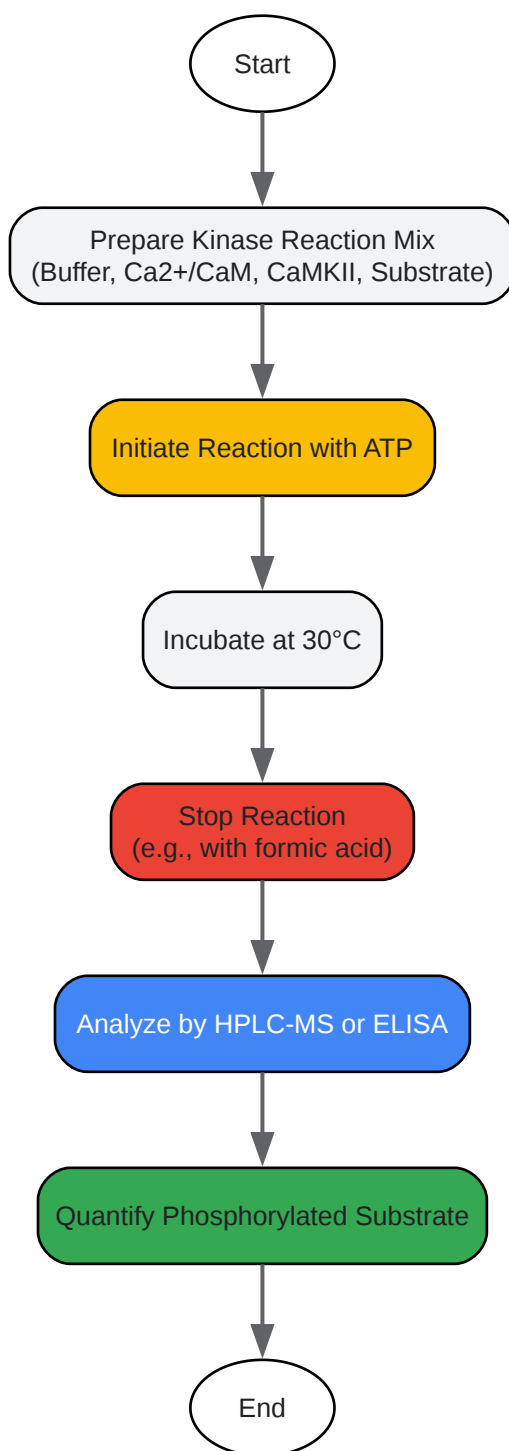 Start
Prepare Kinase Reaction Mix
(Buffer, Ca2+/CaM, CaMKII, Substrate)
Initiate Reaction with ATP
Incubate at 30°C
Stop Reaction
(e.g., with formic acid)
Analyze by HPLC-MS or ELISA
Quantify Phosphorylated Substrate
End